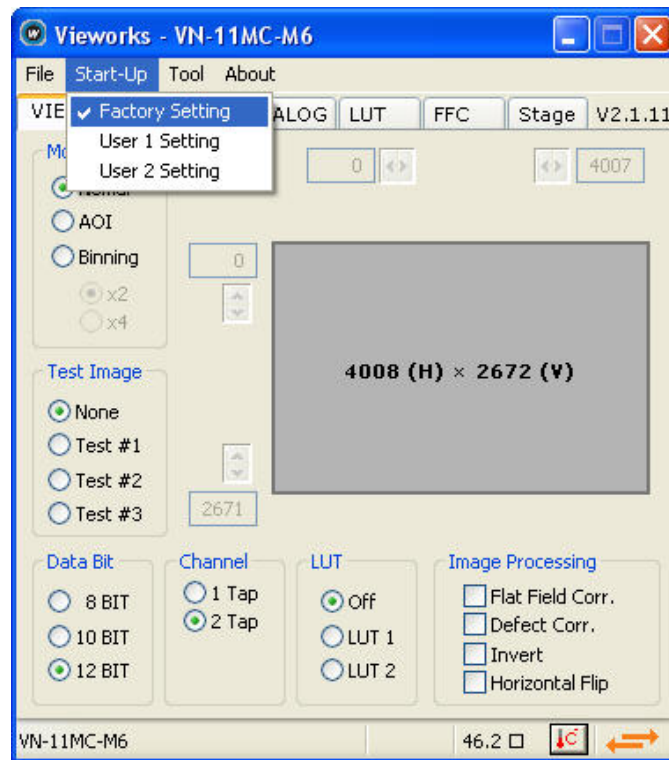 Vieworks - VN-11MC-M6
File Start-Up Tool About
VIE ALOG LUT FFC Stage V2.1.11
Factory Setting
User 1 Setting
User 2 Setting
0 4007
AOI
Binning
0
x2
x4
4008 (H) × 2672 (V)
Test Image
None
Test #1
Test #2
Test #3
2671
Data Bit
8 BIT
10 BIT
12 BIT
Channel
1 Tap
2 Tap
LUT
Off
LUT 1
LUT 2
Image Processing
Flat Field Corr.
Defect Corr.
Invert
Horizontal Flip
VN-11MC-M6 46.2 □ C